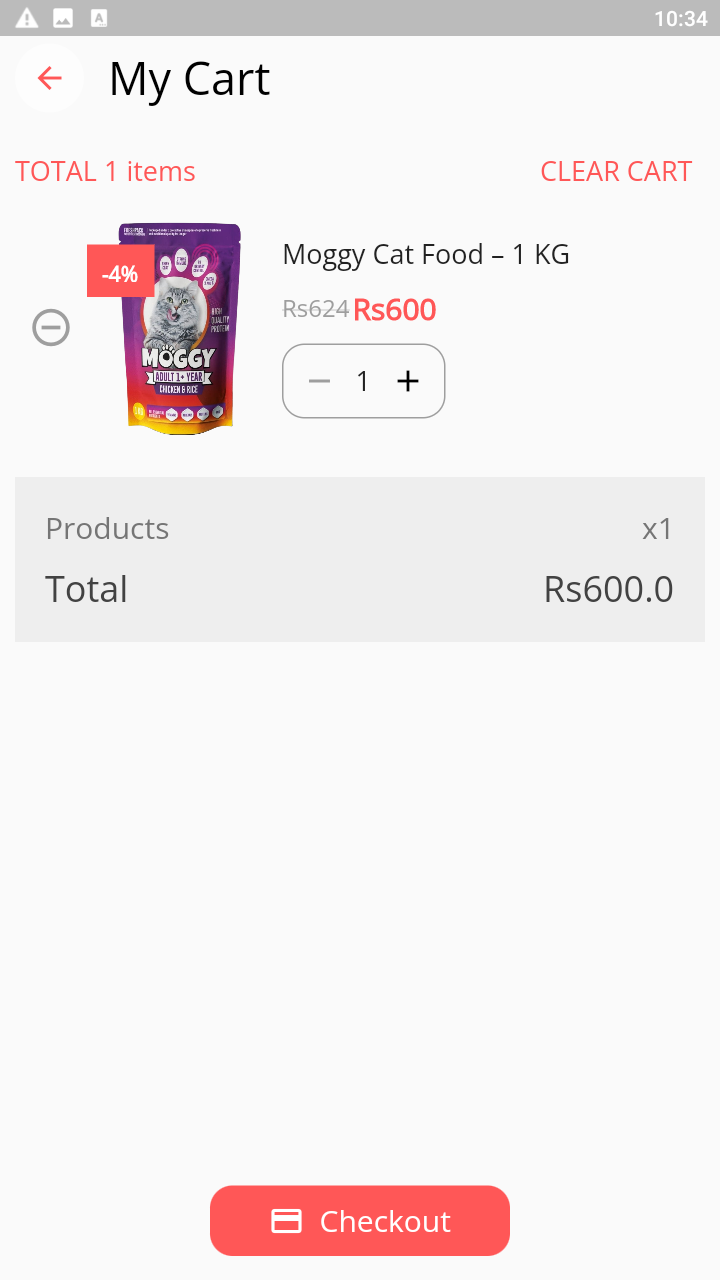 10:34
My Cart
TOTAL 1 items
CLEAR CART
-4%
HIGH
QUALITY
PROTEIN
MOGGY
ADULT 1+ YEAR
CHICKEN & RICE
Moggy Cat Food – 1 KG
Rs624 Rs600
1
Products x1
Total Rs600.0
Checkout